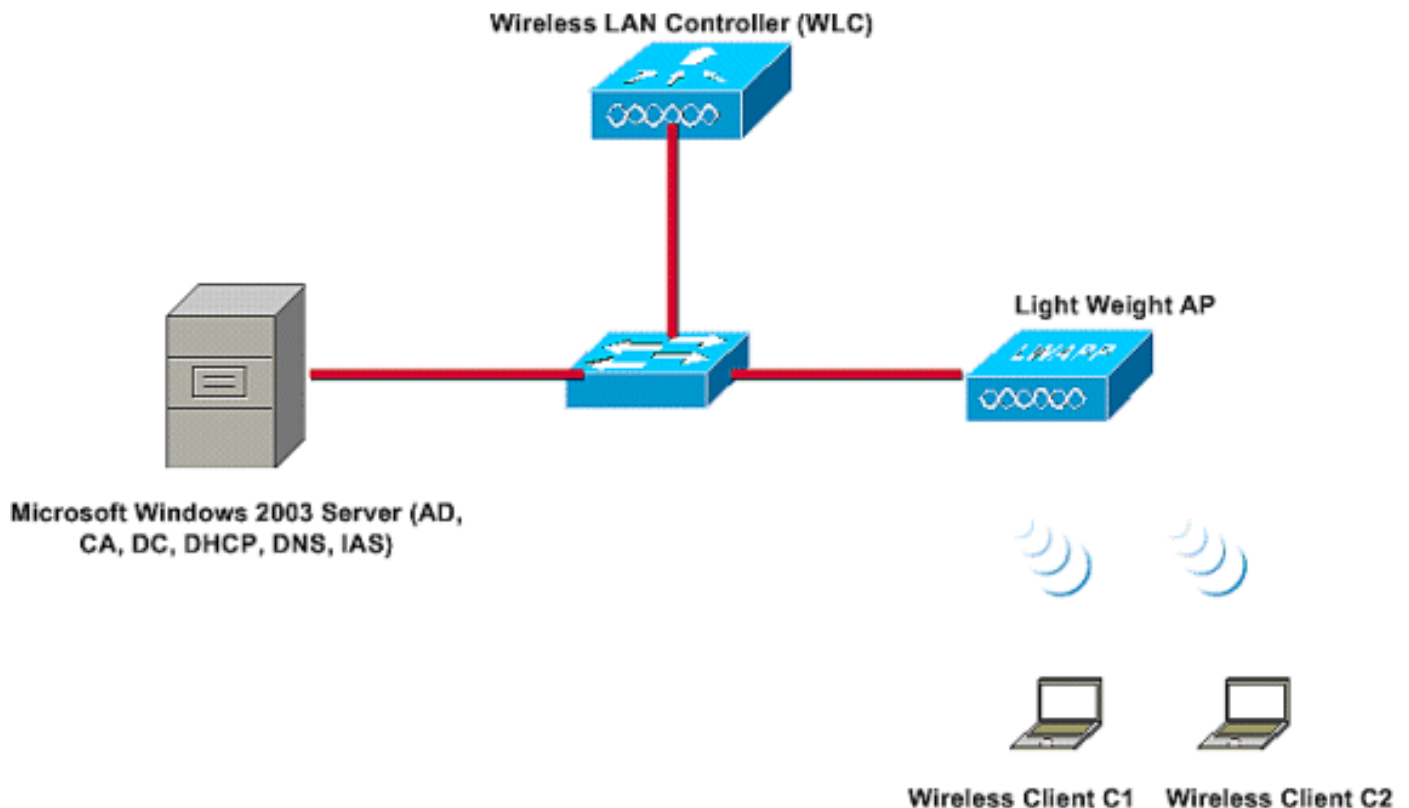 Wireless LAN Controller (WLC)
Light Weight AP
LWAPP
Microsoft Windows 2003 Server (AD,
CA, DC, DHCP, DNS, IAS)
Wireless Client C1
Wireless Client C2